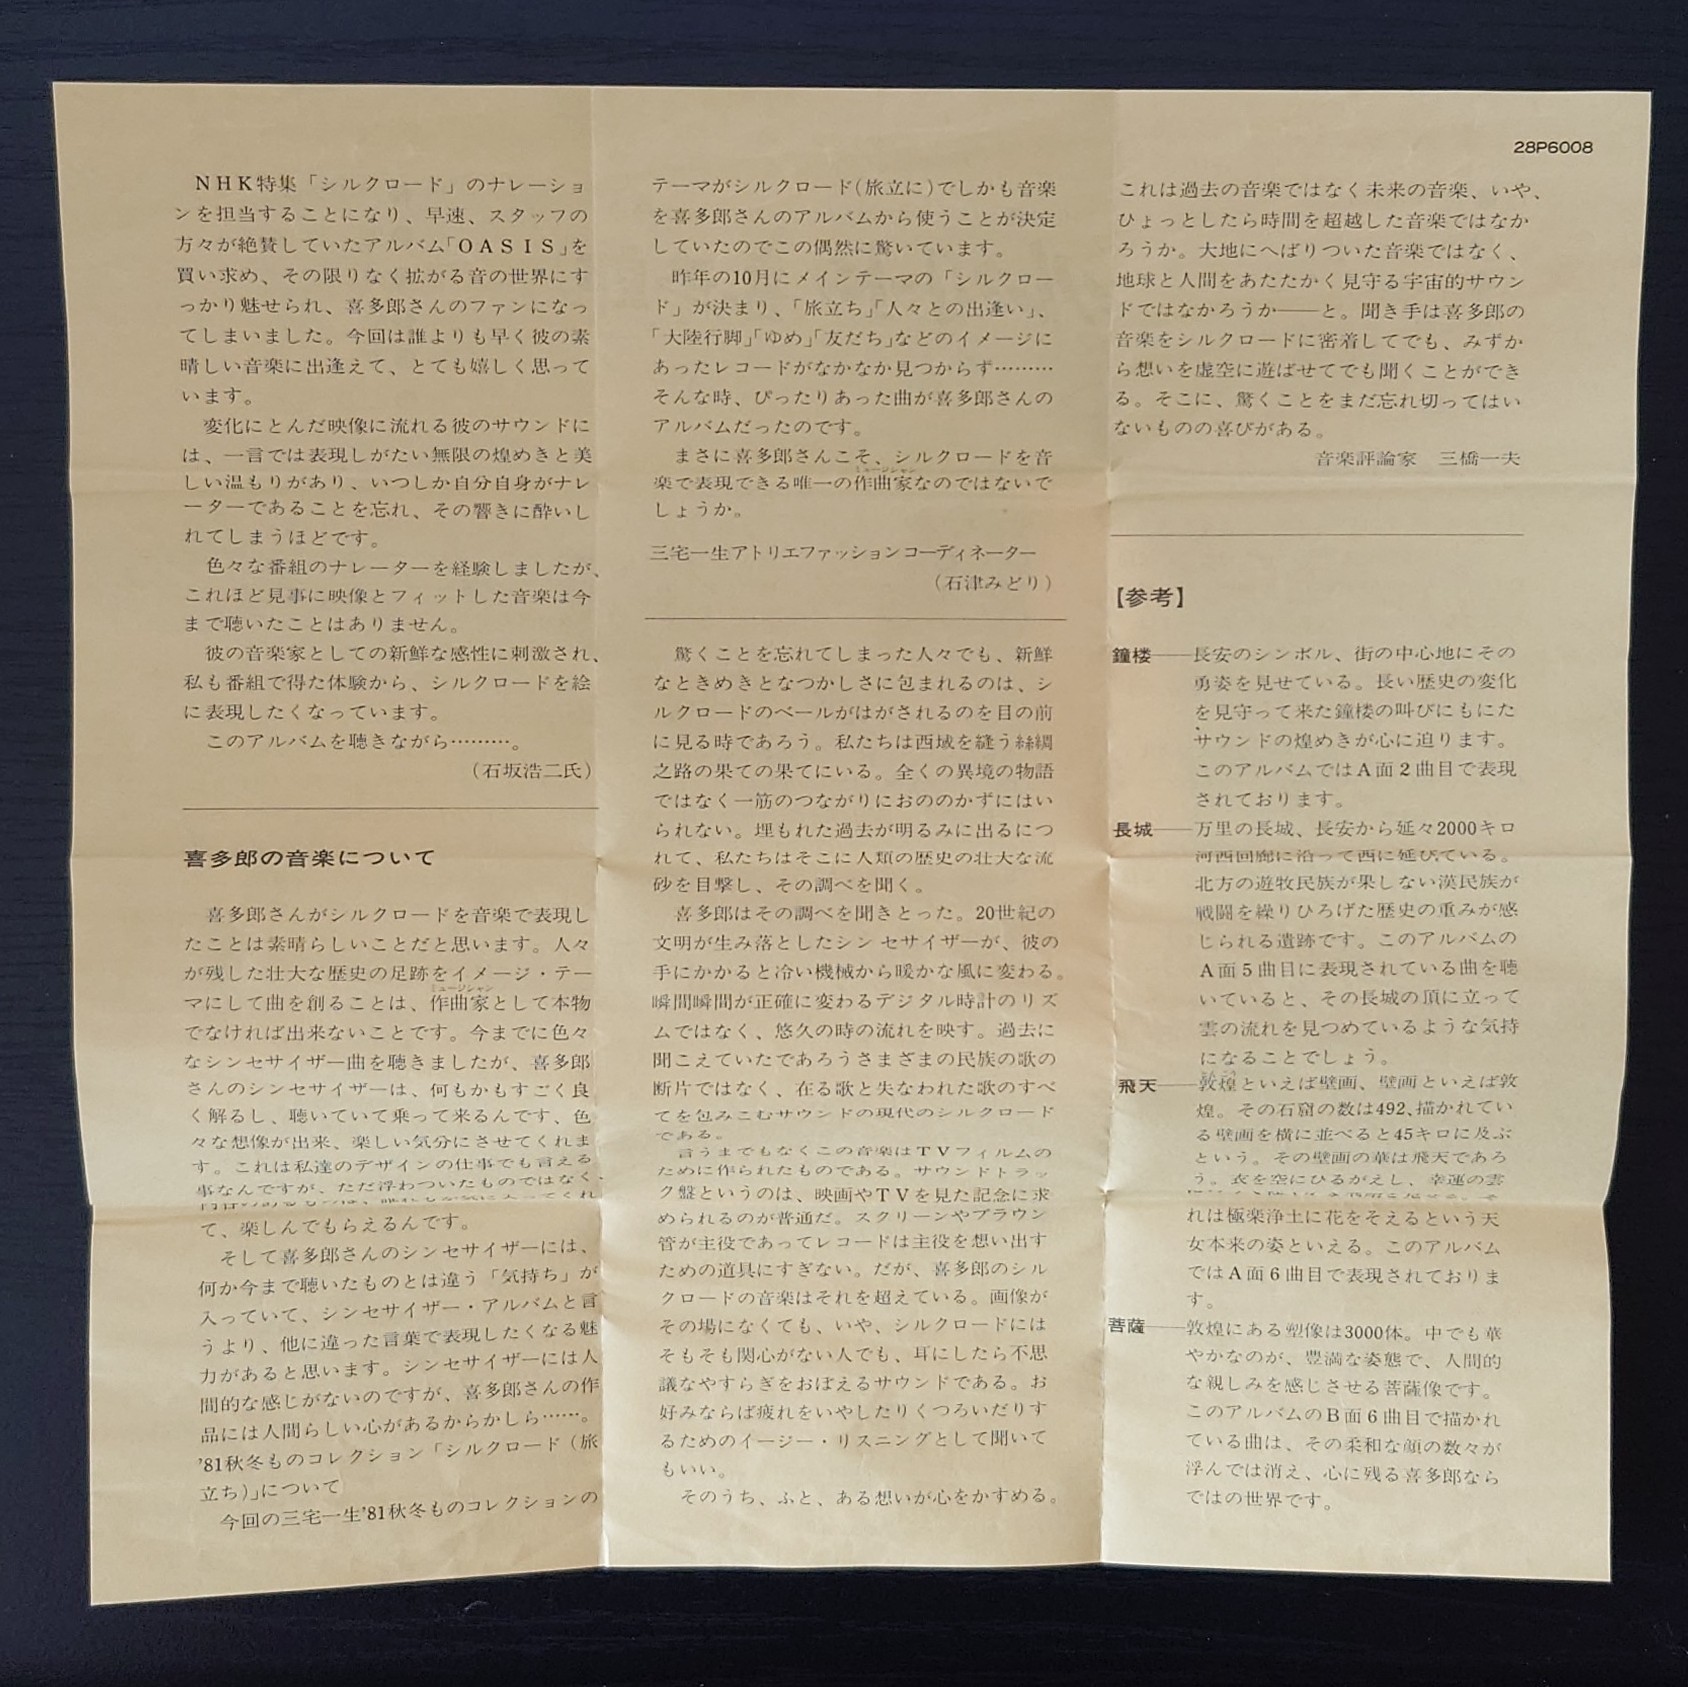 28P6008
NHK特集「シルクロード」のナレーショ
ンを担当することになり、早速、スタッフの
方々が絶賛していたアルバム「OASIS」を
買い求め、その限りなく拡がる音の世界にす
っかり魅せられ、喜多郎さんのファンになっ
てしまいました。今回は誰よりも早く彼の素
晴しい音楽に出逢えて、とても嬉しく思って
います。
変化にとんだ映像に流れる彼のサウンドに
は、一言では表現しがたい無限の煌めきと美
しい温もりがあり、いつしか自分自身がナレ
ーターであることを忘れ、その響きに酔いし
れてしまうほどです。
色々な番組のナレーターを経験しましたが、
これほど見事に映像とフィットした音楽は今
まで聴いたことはありません。
彼の音楽家としての新鮮な感性に刺激され、
私も番組で得た体験から、シルクロードを絵
に表現したくなっています。
このアルバムを聴きながら………。
(石坂浩二氏)
喜多郎の音楽について
喜多郎さんがシルクロードを音楽で表現し
たことは素晴らしいことだと思います。人々
が残した壮大な歴史の足跡をイメージ・テー
ミュージシャン
マにして曲を創ることは、作曲家として本物
でなければ出来ないことです。今までに色々
なシンセサイザー曲を聴きましたが、喜多郎
さんのシンセサイザーは、何もかもすごく良
く解るし、聴いていて乗って来るんです、色
々な想像が出来、楽しい気分にさせてくれま
す。これは私達のデザインの仕事でも言える
事なんですが、ただ浮わついたものではなく、
て、楽しんでもらえるんです。
そして喜多郎さんのシンセサイザーには、
何か今まで聴いたものとは違う「気持ち」が
入っていて、シンセサイザー・アルバムと言
うより、他に違った言葉で表現したくなる魅
力があると思います。シンセサイザーには人
間的な感じがないのですが、喜多郎さんの作
品には人間らしい心があるからかしら……。
'81秋冬ものコレクション「シルクロード(旅
立ち)」について
今回の三宅一生'81秋冬ものコレクションの
テーマがシルクロード(旅立に)でしかも音楽
を喜多郎さんのアルバムから使うことが決定
していたのでこの偶然に驚いています。
昨年の10月にメインテーマの「シルクロー
ド」が決まり、「旅立ち」「人々との出逢い」、
「大陸行脚」「ゆめ」「友だち」などのイメージに
あったレコードがなかなか見つからず………
そんな時、ぴったりあった曲が喜多郎さんの
アルバムだったのです。
まさに喜多郎さんこそ、シルクロードを音
ミュージシャン
楽で表現できる唯一の作曲家なのではないで
しょうか。
三宅一生アトリエファッションコーディネーター
(石津みどり)
驚くことを忘れてしまった人々でも、新鮮
なときめきとなつかしさに包まれるのは、シ
ルクロードのベールがはがされるのを目の前
に見る時であろう。私たちは西域を縫う絲綢
之路の果ての果てにいる。全くの異境の物語
ではなく一筋のつながりにおののかずにはい
られない。埋もれた過去が明るみに出るにつ
れて、私たちはそこに人類の歴史の壮大な流
砂を目撃し、その調べを聞く。
喜多郎はその調べを聞きとった。20世紀の
文明が生み落としたシンセサイザーが、彼の
手にかかると冷い機械から暖かな風に変わる。
瞬間瞬間が正確に変わるデジタル時計のリズ
ムではなく、悠久の時の流れを映す。過去に
聞こえていたであろうさまざまの民族の歌の
断片ではなく、在る歌と失なわれた歌のすべ
てを包みこむサウンドの現代のシルクロード
である。
言うまでもなくこの音楽はTVフィルムの
ために作られたものである。サウンドトラッ
ク盤というのは、映画やTVを見た記念に求
められるのが普通だ。スクリーンやブラウン
管が主役であってレコードは主役を想い出す
ための道具にすぎない。だが、喜多郎のシル
クロードの音楽はそれを超えている。画像が
その場になくても、いや、シルクロードには
そもそも関心がない人でも、耳にしたら不思
議なやすらぎをおぼえるサウンドである。お
好みならば疲れをいやしたりくつろいだりす
るためのイージー・リスニングとして聞いて
もいい。
そのうち、ふと、ある想いが心をかすめる。
これは過去の音楽ではなく未来の音楽、いや、
ひょっとしたら時間を超越した音楽ではなか
ろうか。大地にへばりついた音楽ではなく、
地球と人間をあたたかく見守る宇宙的サウン
ドではなかろうか——と。聞き手は喜多郎の
音楽をシルクロードに密着してでも、みずか
ら想いを虚空に遊ばせてでも聞くことができ
る。そこに、驚くことをまだ忘れ切ってはい
ないものの喜びがある。
音楽評論家 三橋一夫
【参考】
鐘楼——長安のシンボル、街の中心地にその
勇姿を見せている。長い歴史の変化
を見守って来た鐘楼の叫びにもにた
サウンドの煌めきが心に迫ります。
このアルバムではA面2曲目で表現
されております。
長城——万里の長城、長安から延々2000キロ
河西回廊に沿って西に延びている。
北方の遊牧民族が果しない漢民族が
戦闘を繰りひろげた歴史の重みが感
じられる遺跡です。このアルバムの
A面5曲目に表現されている曲を聴
いていると、その長城の頂に立って
雲の流れを見つめているような気持
になることでしょう。
飛天——敦煌といえば壁画、壁画といえば敦
煌。その石窟の数は492、描かれてい
る壁画を横に並べると45キロに及ぶ
という。その壁画の華は飛天であろ
う。衣を空にひるがえし、幸運の雲
れは極楽浄土に花をそえるという天
女本来の姿といえる。このアルバム
ではA面6曲目で表現されておりま
す。
菩薩——敦煌にある塑像は3000体。中でも華
やかなのが、豊満な姿態で、人間的
な親しみを感じさせる菩薩像です。
このアルバムのB面6曲目で描かれ
ている曲は、その柔和な顔の数々が
浮んでは消え、心に残る喜多郎なら
ではの世界です。